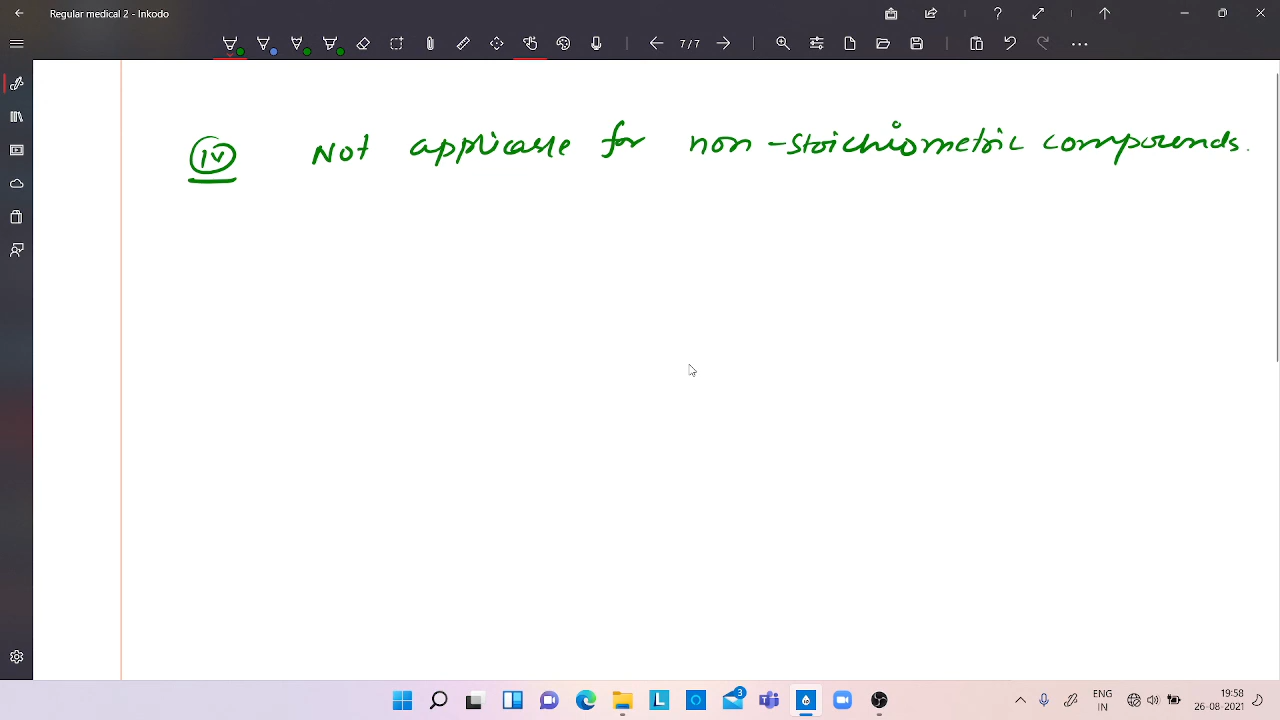 Regular medical 2 - Inkodo
7/7
(iv) Not applicable for non-stoichiometric compounds.
3
ENG
IN
19:58
26-08-2021